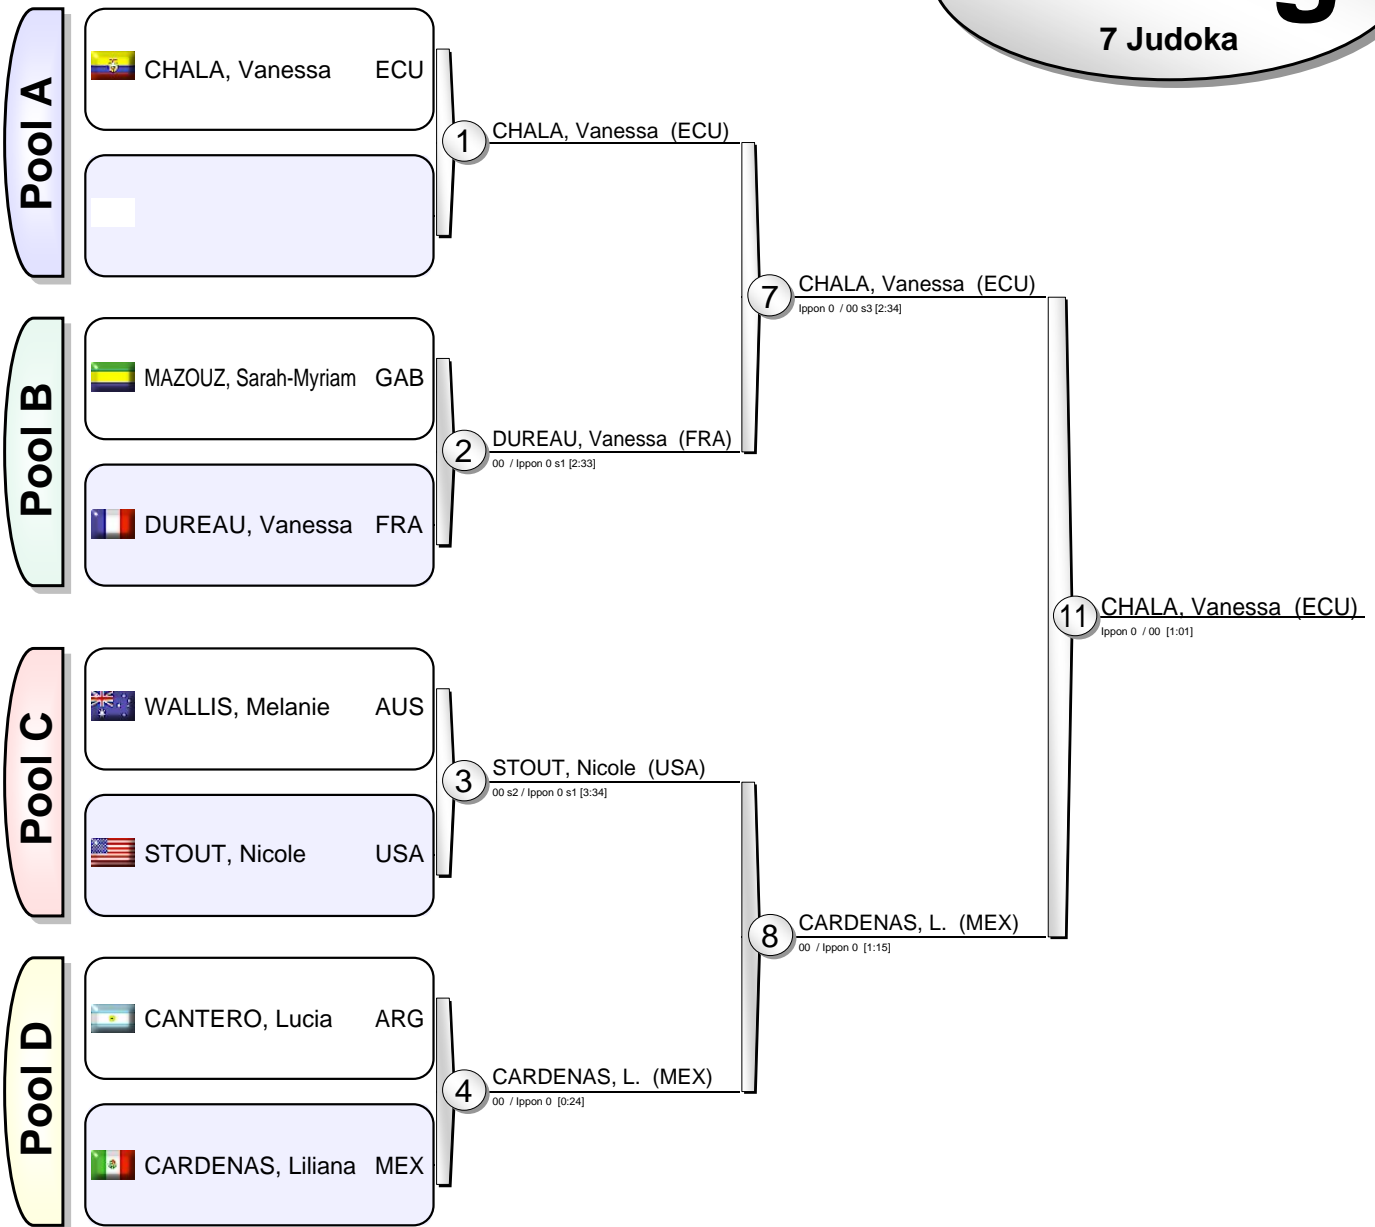 7 Judoka
Pool A
CHALA, Vanessa ECU
1 CHALA, Vanessa (ECU)
Pool B
MAZOUZ, Sarah-Myriam GAB
DUREAU, Vanessa FRA
2 DUREAU, Vanessa (FRA)
00 / Ippon 0 s1 [2:33]
7 CHALA, Vanessa (ECU)
Ippon 0 / 00 s3 [2:34]
Pool C
WALLIS, Melanie AUS
STOUT, Nicole USA
3 STOUT, Nicole (USA)
00 s2 / Ippon 0 s1 [3:34]
Pool D
CANTERO, Lucia ARG
CARDENAS, Liliana MEX
4 CARDENAS, L. (MEX)
00 / Ippon 0 [0:24]
8 CARDENAS, L. (MEX)
00 / Ippon 0 [1:15]
11 CHALA, Vanessa (ECU)
Ippon 0 / 00 [1:01]